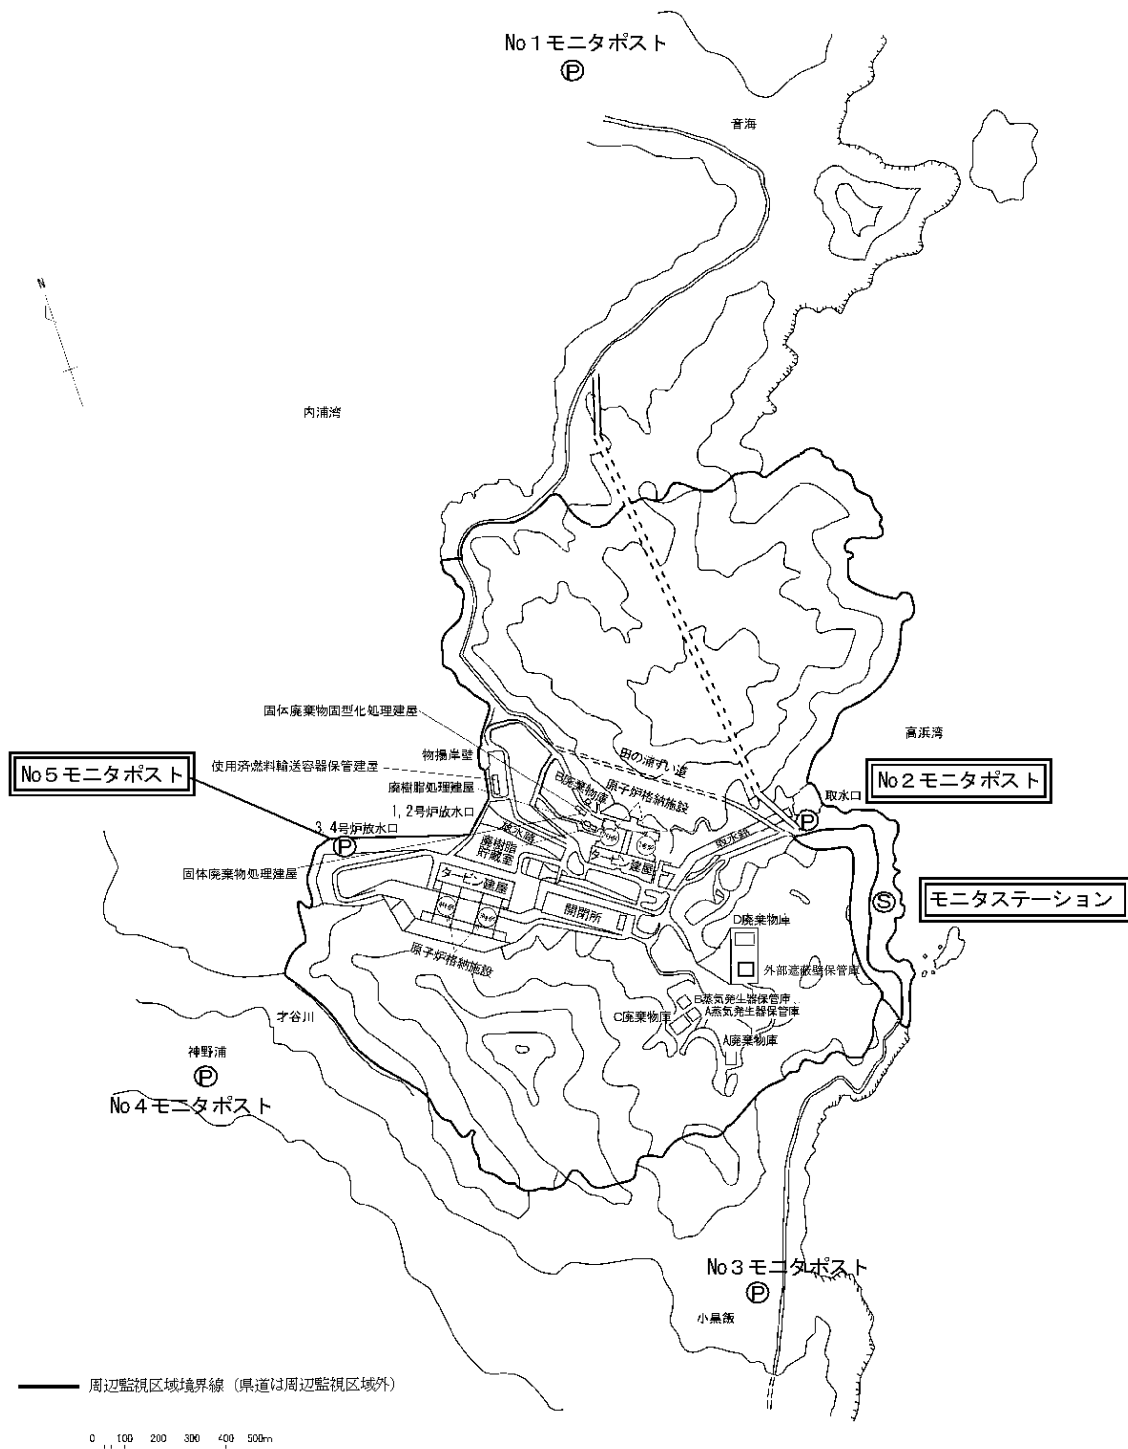 No1モニタポスト
Ⓟ
音海
N
内浦湾
固体廃棄物固型化処理建屋
田の浦ずい道
高浜湾
物揚岸壁
No5モニタポスト
使用済燃料輸送容器保管建屋
B廃棄物庫
原子炉格納施設
No2モニタポスト
廃樹脂処理建屋
取水口
1,2号炉放水口
Ⓟ
3,4号炉放水口
放水路
取水路
Ⓟ
廃樹脂
貯蔵室
タービン建屋
固体廃棄物処理建屋
タービン建屋
モニタステーション
Ⓢ
開閉所
D廃棄物庫
原子炉格納施設
外部遮蔽壁保管庫
B蒸気発生器保管庫
A蒸気発生器保管庫
C廃棄物庫
才谷川
A廃棄物庫
神野浦
Ⓟ
No4モニタポスト
No3モニタポスト
Ⓟ
小黒飯
周辺監視区域境界線 (県道は周辺監視区域外)
0 100 200 300 400 500m